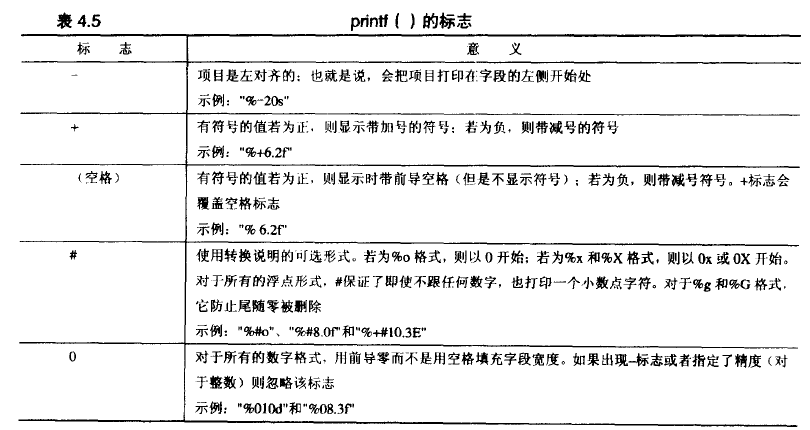 表 4.5 printf（ ）的标志
标 志 意 义
- 项目是左对齐的；也就是说，会把项目打印在字段的左侧开始处
示例："%-20s"
+ 有符号的值若为正，则显示带加号的符号；若为负，则带减号的符号
示例："%+6.2f"
（空格） 有符号的值若为正，则显示时带前导空格（但是不显示符号）；若为负，则带减号符号。+标志会
覆盖空格标志
示例："% 6.2f"
# 使用转换说明的可选形式。若为%o 格式，则以 0 开始；若为%x 和%X 格式，则以 0x 或 0X 开始。
对于所有的浮点形式，#保证了即使不跟任何数字，也打印一个小数点字符。对于%g 和%G 格式，
它防止尾随零被删除
示例："%#o"、"%#8.0f"和"%+#10.3E"
0 对于所有的数字格式，用前导零而不是用空格填充字段宽度。如果出现-标志或者指定了精度（对
于整数）则忽略该标志
示例："%010d"和"%08.3f"